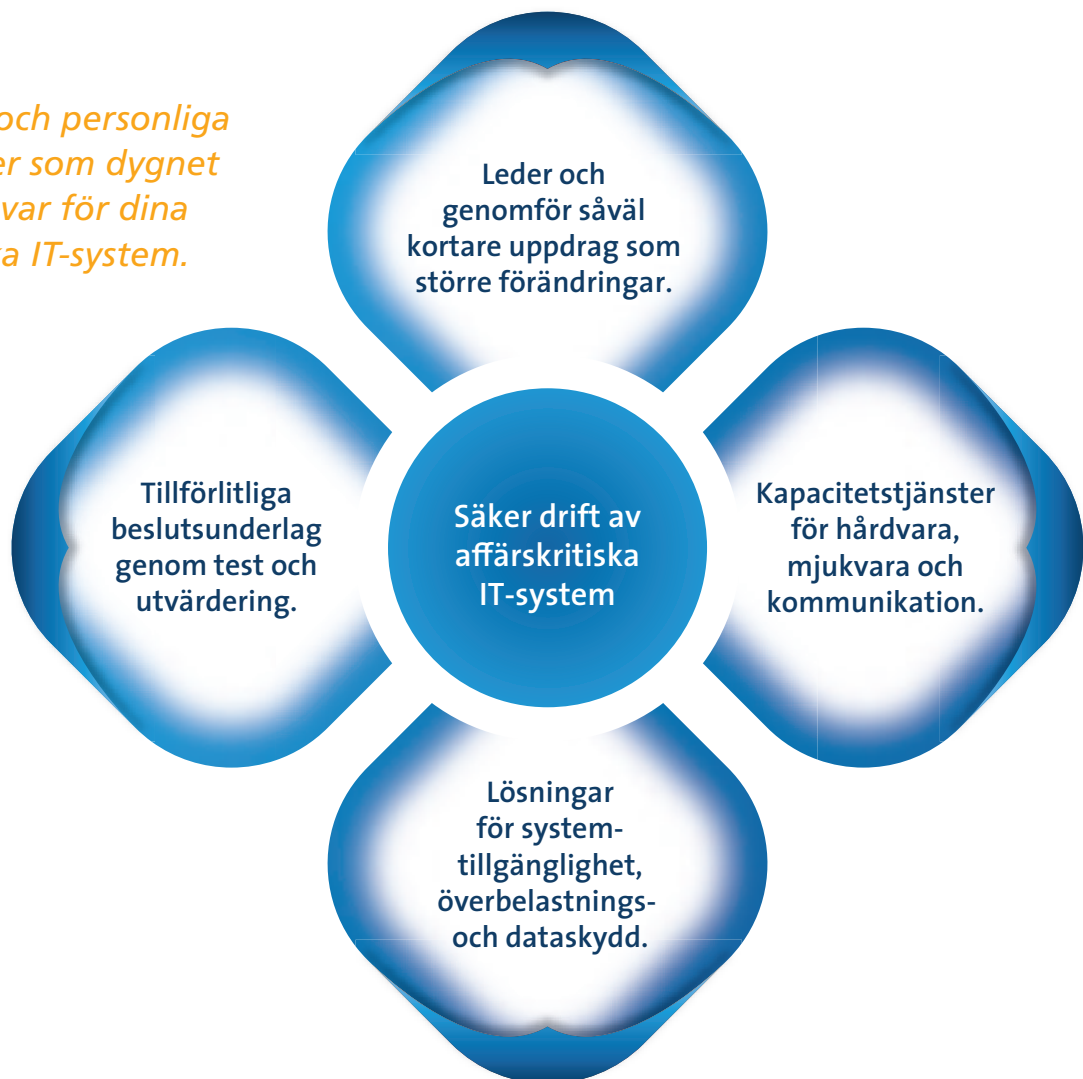 och personliga
er som dygnet
var för dina
a IT-system.
Leder och
genomför såväl
kortare uppdrag som
större förändringar.
Tillförlitliga
beslutsunderlag
genom test och
utvärdering.
Säker drift av
affärskritiska
IT-system
Kapacitetstjänster
för hårdvara,
mjukvara och
kommunikation.
Lösningar
för system-
tillgänglighet,
överbelastnings-
och dataskydd.